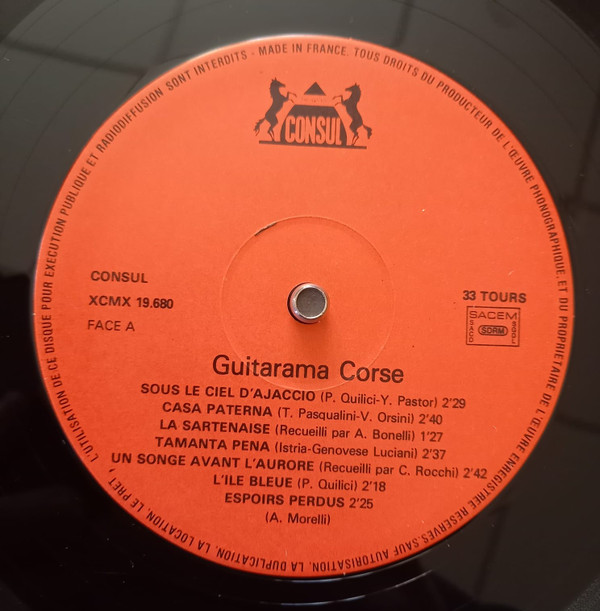 CONSUL
CONSUL
XCMX 19.680
FACE A
33 TOURS
SACEM
SACD
SDRM
SGDL
Guitarama Corse
SOUS LE CIEL D'AJACCIO (P. Quilici-Y. Pastor) 2'29
CASA PATERNA (T. Pasqualini-V. Orsini) 2'40
LA SARTENAISE (Recueilli par A. Bonelli) 1'27
TAMANTA PENA (Istria-Genovese Luciani) 2'37
UN SONGE AVANT L'AURORE (Recueilli par C. Rocchi) 2'42
L'ILE BLEUE (P. Quilici) 2'18
ESPOIRS PERDUS 2'25
(A. Morelli)
MADE IN FRANCE. TOUS DROITS DU PRODUCTEUR DE L'ŒUVRE PHONOGRAPHIQUE ET DU PROPRIETAIRE DE L'ŒUVRE ENREGISTREE RESERVES. SAUF AUTORISATION, LA DUPLICATION, LA LOCATION, LE PRET, L'UTILISATION DE CE DISQUE POUR EXECUTION PUBLIQUE ET RADIODIFFUSION SONT INTERDITS -